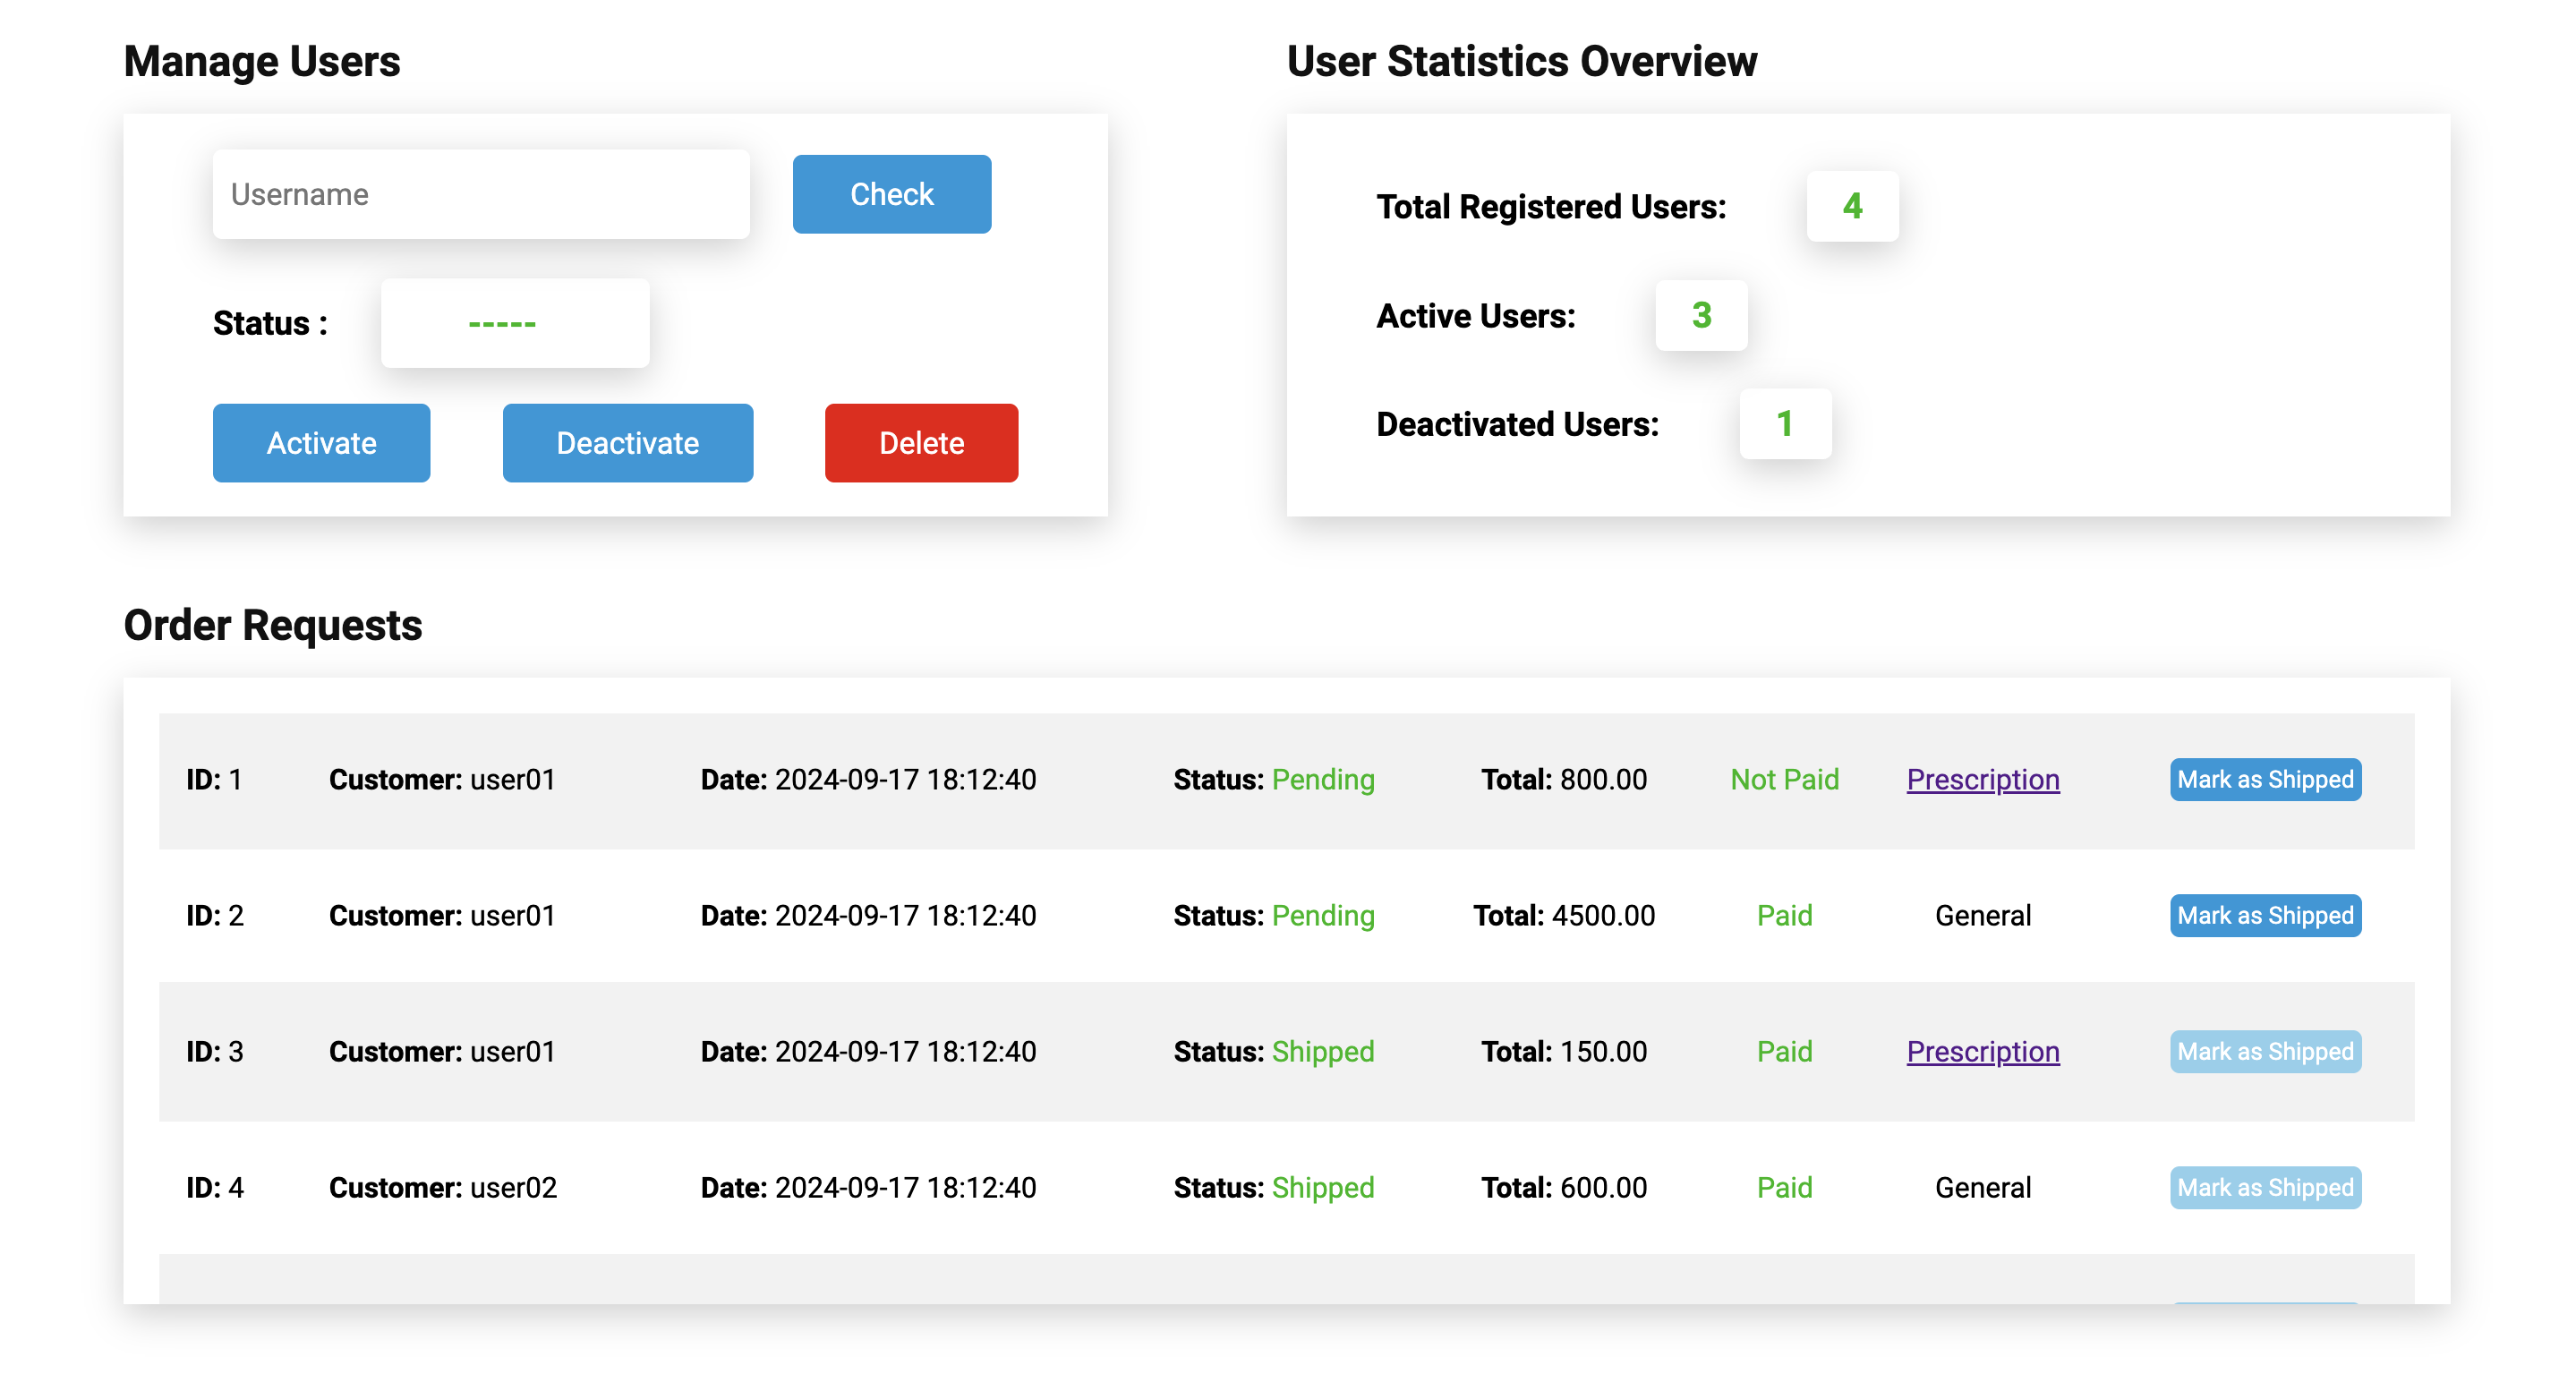 Manage Users
Username
Check
Status : -----
Activate Deactivate Delete
User Statistics Overview
Total Registered Users: 4
Active Users: 3
Deactivated Users: 1
Order Requests
ID: 1 Customer: user01 Date: 2024-09-17 18:12:40 Status: Pending Total: 800.00 Not Paid Prescription Mark as Shipped
ID: 2 Customer: user01 Date: 2024-09-17 18:12:40 Status: Pending Total: 4500.00 Paid General Mark as Shipped
ID: 3 Customer: user01 Date: 2024-09-17 18:12:40 Status: Shipped Total: 150.00 Paid Prescription Mark as Shipped
ID: 4 Customer: user02 Date: 2024-09-17 18:12:40 Status: Shipped Total: 600.00 Paid General Mark as Shipped